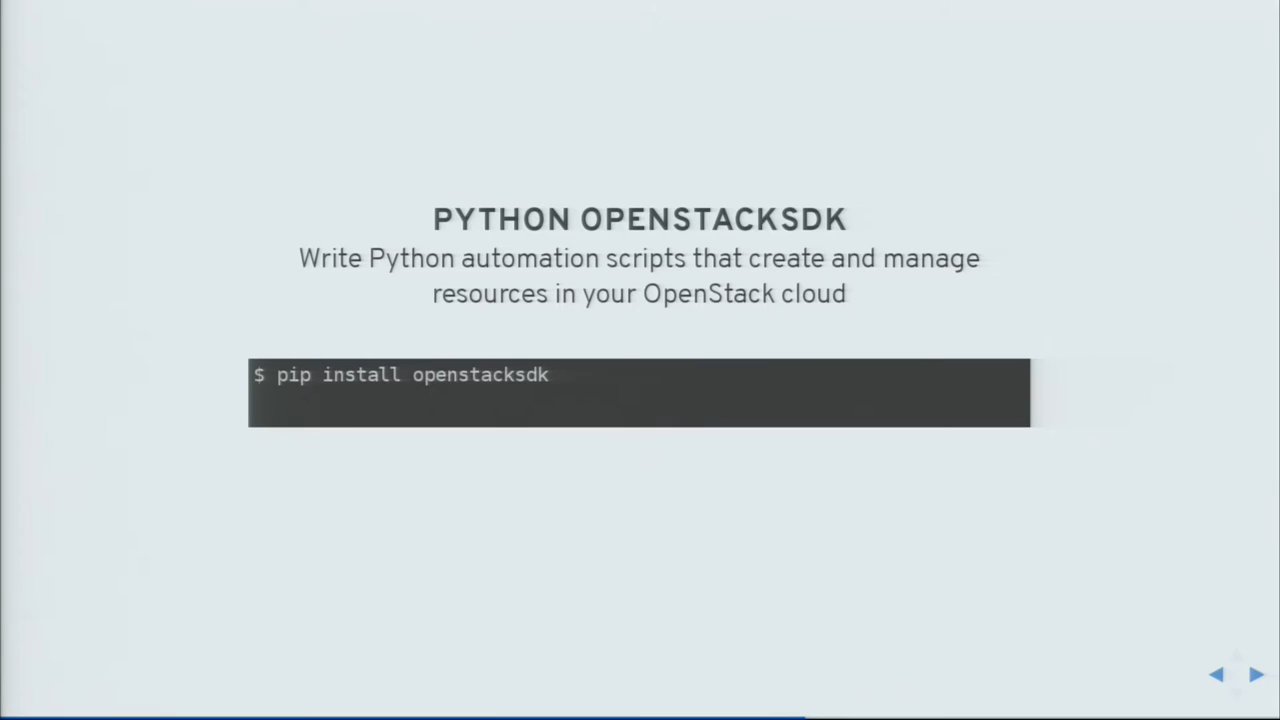 PYTHON OPENSTACKSDK
Write Python automation scripts that create and manage
resources in your OpenStack cloud
$ pip install openstacksdk